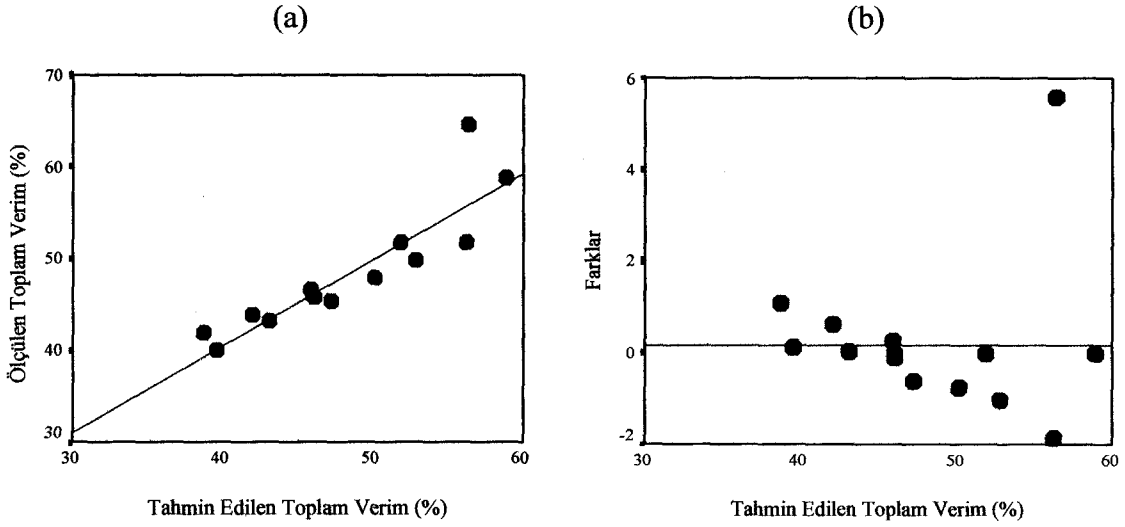 (a)
70
60
50
40
30
30 40 50 60
Ölçülen Toplam Verim (%)
Tahmin Edilen Toplam Verim (%)
(b)
6
4
2
0
-2
30 40 50 60
Farklar
Tahmin Edilen Toplam Verim (%)